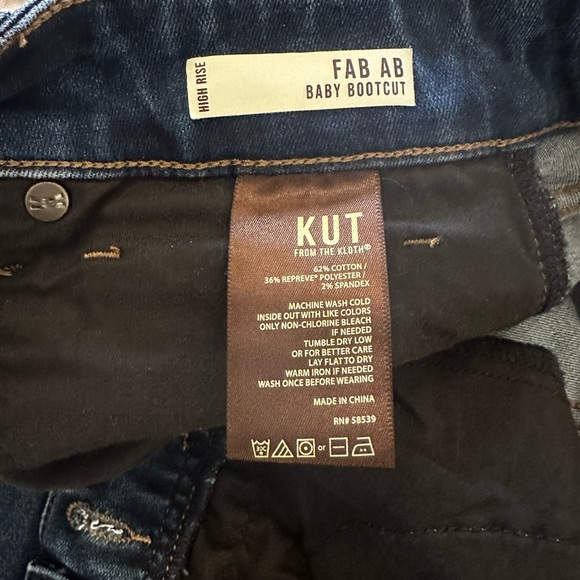 HIGH RISE
FAB AB
BABY BOOTCUT
KUT
FROM THE KLOTH®
62% COTTON /
36% REPREVE® POLYESTER /
2% SPANDEX
MACHINE WASH COLD
INSIDE OUT WITH LIKE COLORS
ONLY NON-CHLORINE BLEACH
IF NEEDED
TUMBLE DRY LOW
OR FOR BETTER CARE
LAY FLAT TO DRY
WARM IRON IF NEEDED
WASH ONCE BEFORE WEARING
MADE IN CHINA
RN# 58539
or